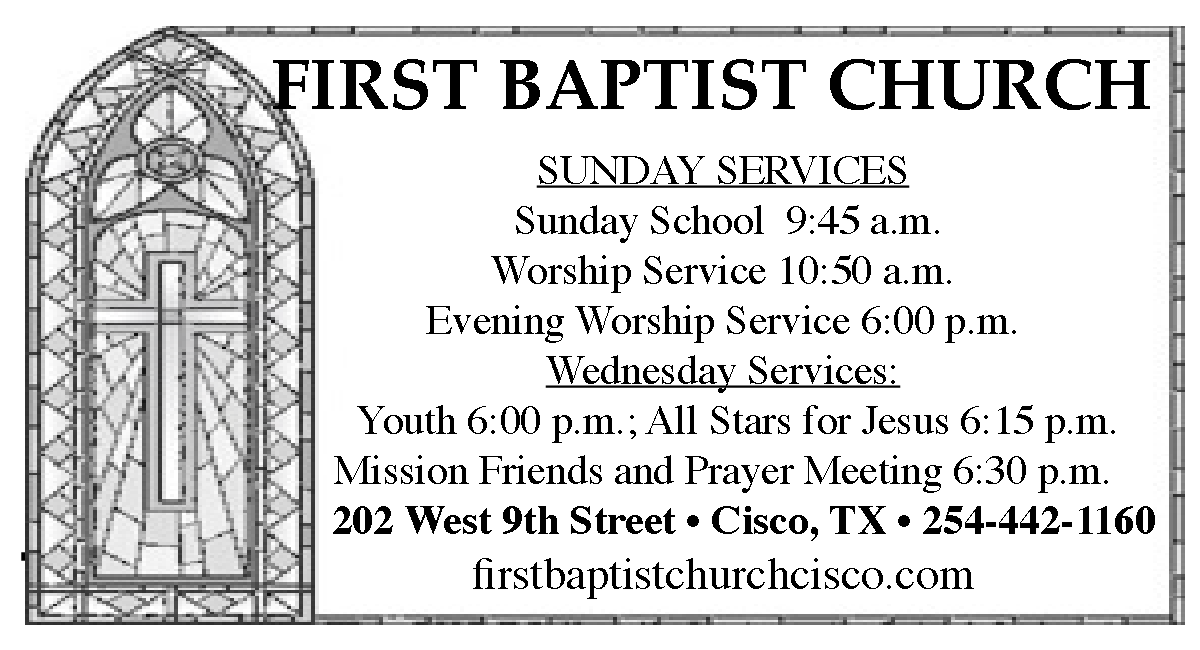 FIRST BAPTIST CHURCH
SUNDAY SERVICES
Sunday School  9:45 a.m.
Worship Service 10:50 a.m.
Evening Worship Service 6:00 p.m.
Wednesday Services:
Youth 6:00 p.m.; All Stars for Jesus 6:15 p.m.
Mission Friends and Prayer Meeting 6:30 p.m.
202 West 9th Street • Cisco, TX • 254-442-1160
firstbaptistchurchcisco.com